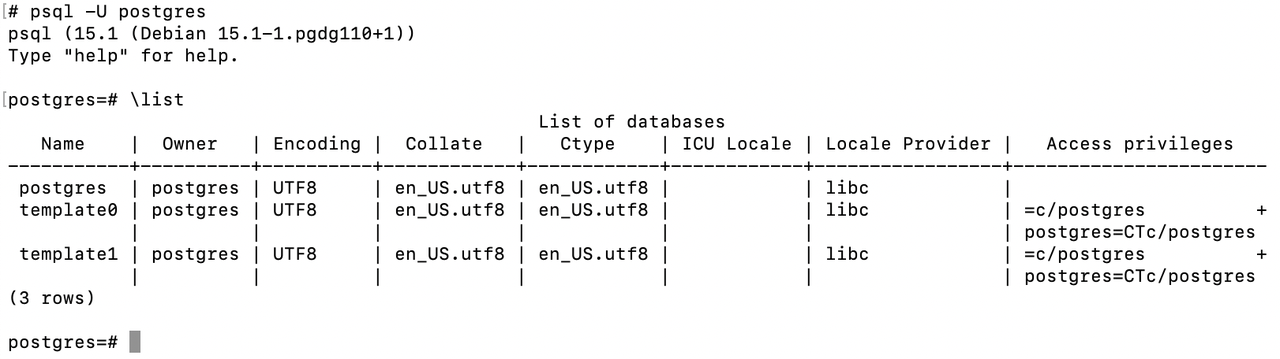 [# psql -U postgres
psql (15.1 (Debian 15.1-1.pgdg110+1))
Type "help" for help.

[postgres=# \list
                                                List of databases
   Name    |  Owner   | Encoding |  Collate   |   Ctype    | ICU Locale | Locale Provider |   Access privileges
-----------+----------+----------+------------+------------+------------+-----------------+-----------------------
 postgres  | postgres | UTF8     | en_US.utf8 | en_US.utf8 |            | libc            |
 template0 | postgres | UTF8     | en_US.utf8 | en_US.utf8 |            | libc            | =c/postgres          +
           |          |          |            |            |            |                 | postgres=CTc/postgres
 template1 | postgres | UTF8     | en_US.utf8 | en_US.utf8 |            | libc            | =c/postgres          +
           |          |          |            |            |            |                 | postgres=CTc/postgres
(3 rows)

postgres=#